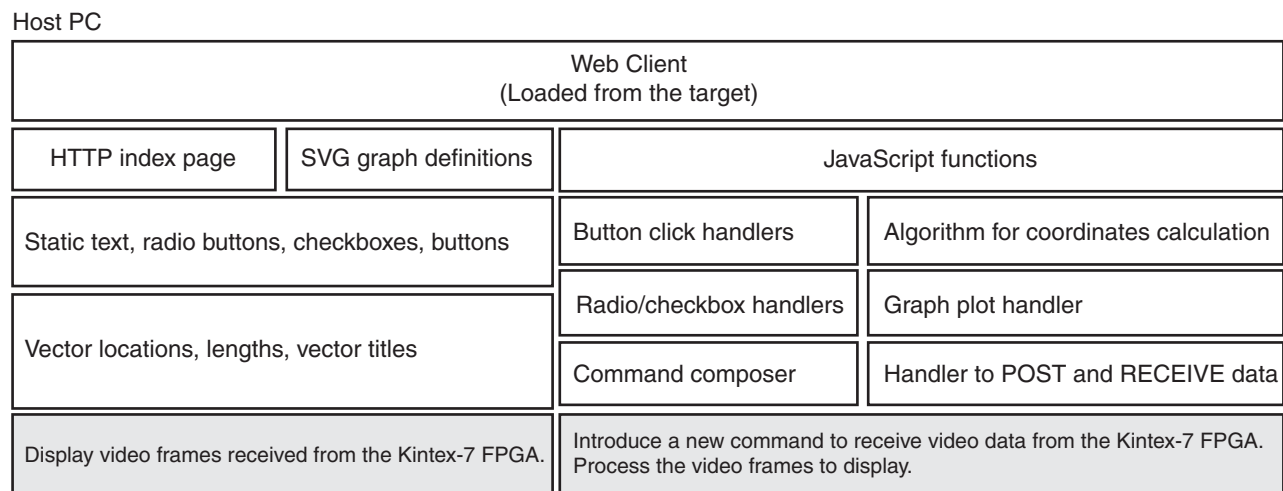 Host PC
Web Client
(Loaded from the target)
HTTP index page
SVG graph definitions
JavaScript functions
Static text, radio buttons, checkboxes, buttons
Button click handlers
Algorithm for coordinates calculation
Radio/checkbox handlers
Graph plot handler
Vector locations, lengths, vector titles
Command composer
Handler to POST and RECEIVE data
Display video frames received from the Kintex-7 FPGA.
Introduce a new command to receive video data from the Kintex-7 FPGA.
Process the video frames to display.